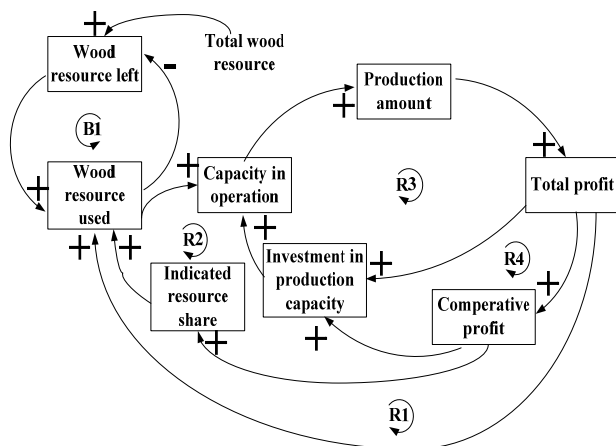 +
Wood
resource left
Total wood
resource
-
B1
+
Wood
resource
used
+
+
+
Capacity in
operation
+
+
Production
amount
+
Total profit
R3
R2
Indicated
resource
share
+
Investment in
production
capacity
+
+
R4
Comperative
profit
+
R1